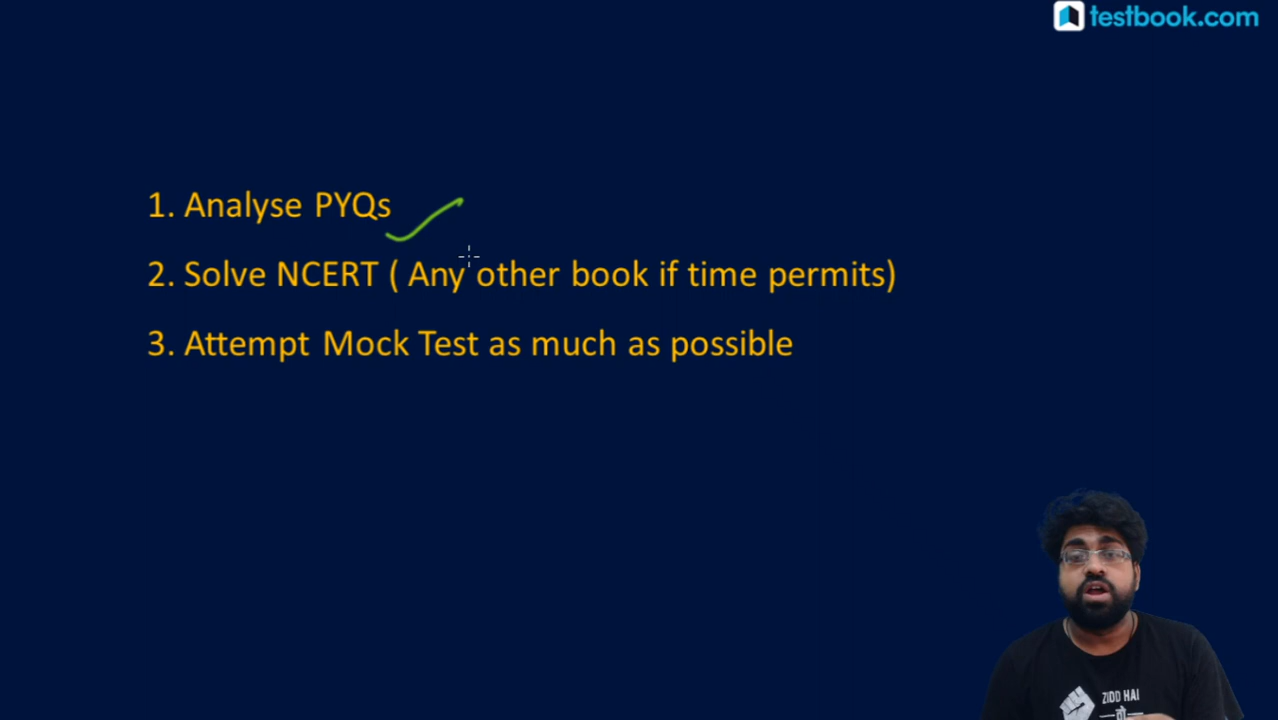 testbook.com
1. Analyse PYQs
2. Solve NCERT ( Any other book if time permits)
3. Attempt Mock Test as much as possible
ZIDD HAI
तो